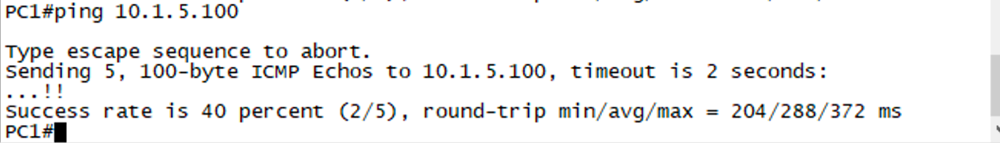 PC1#ping 10.1.5.100
Type escape sequence to abort.
Sending 5, 100-byte ICMP Echos to 10.1.5.100, timeout is 2 seconds:
...!!
Success rate is 40 percent (2/5), round-trip min/avg/max = 204/288/372 ms
PC1#